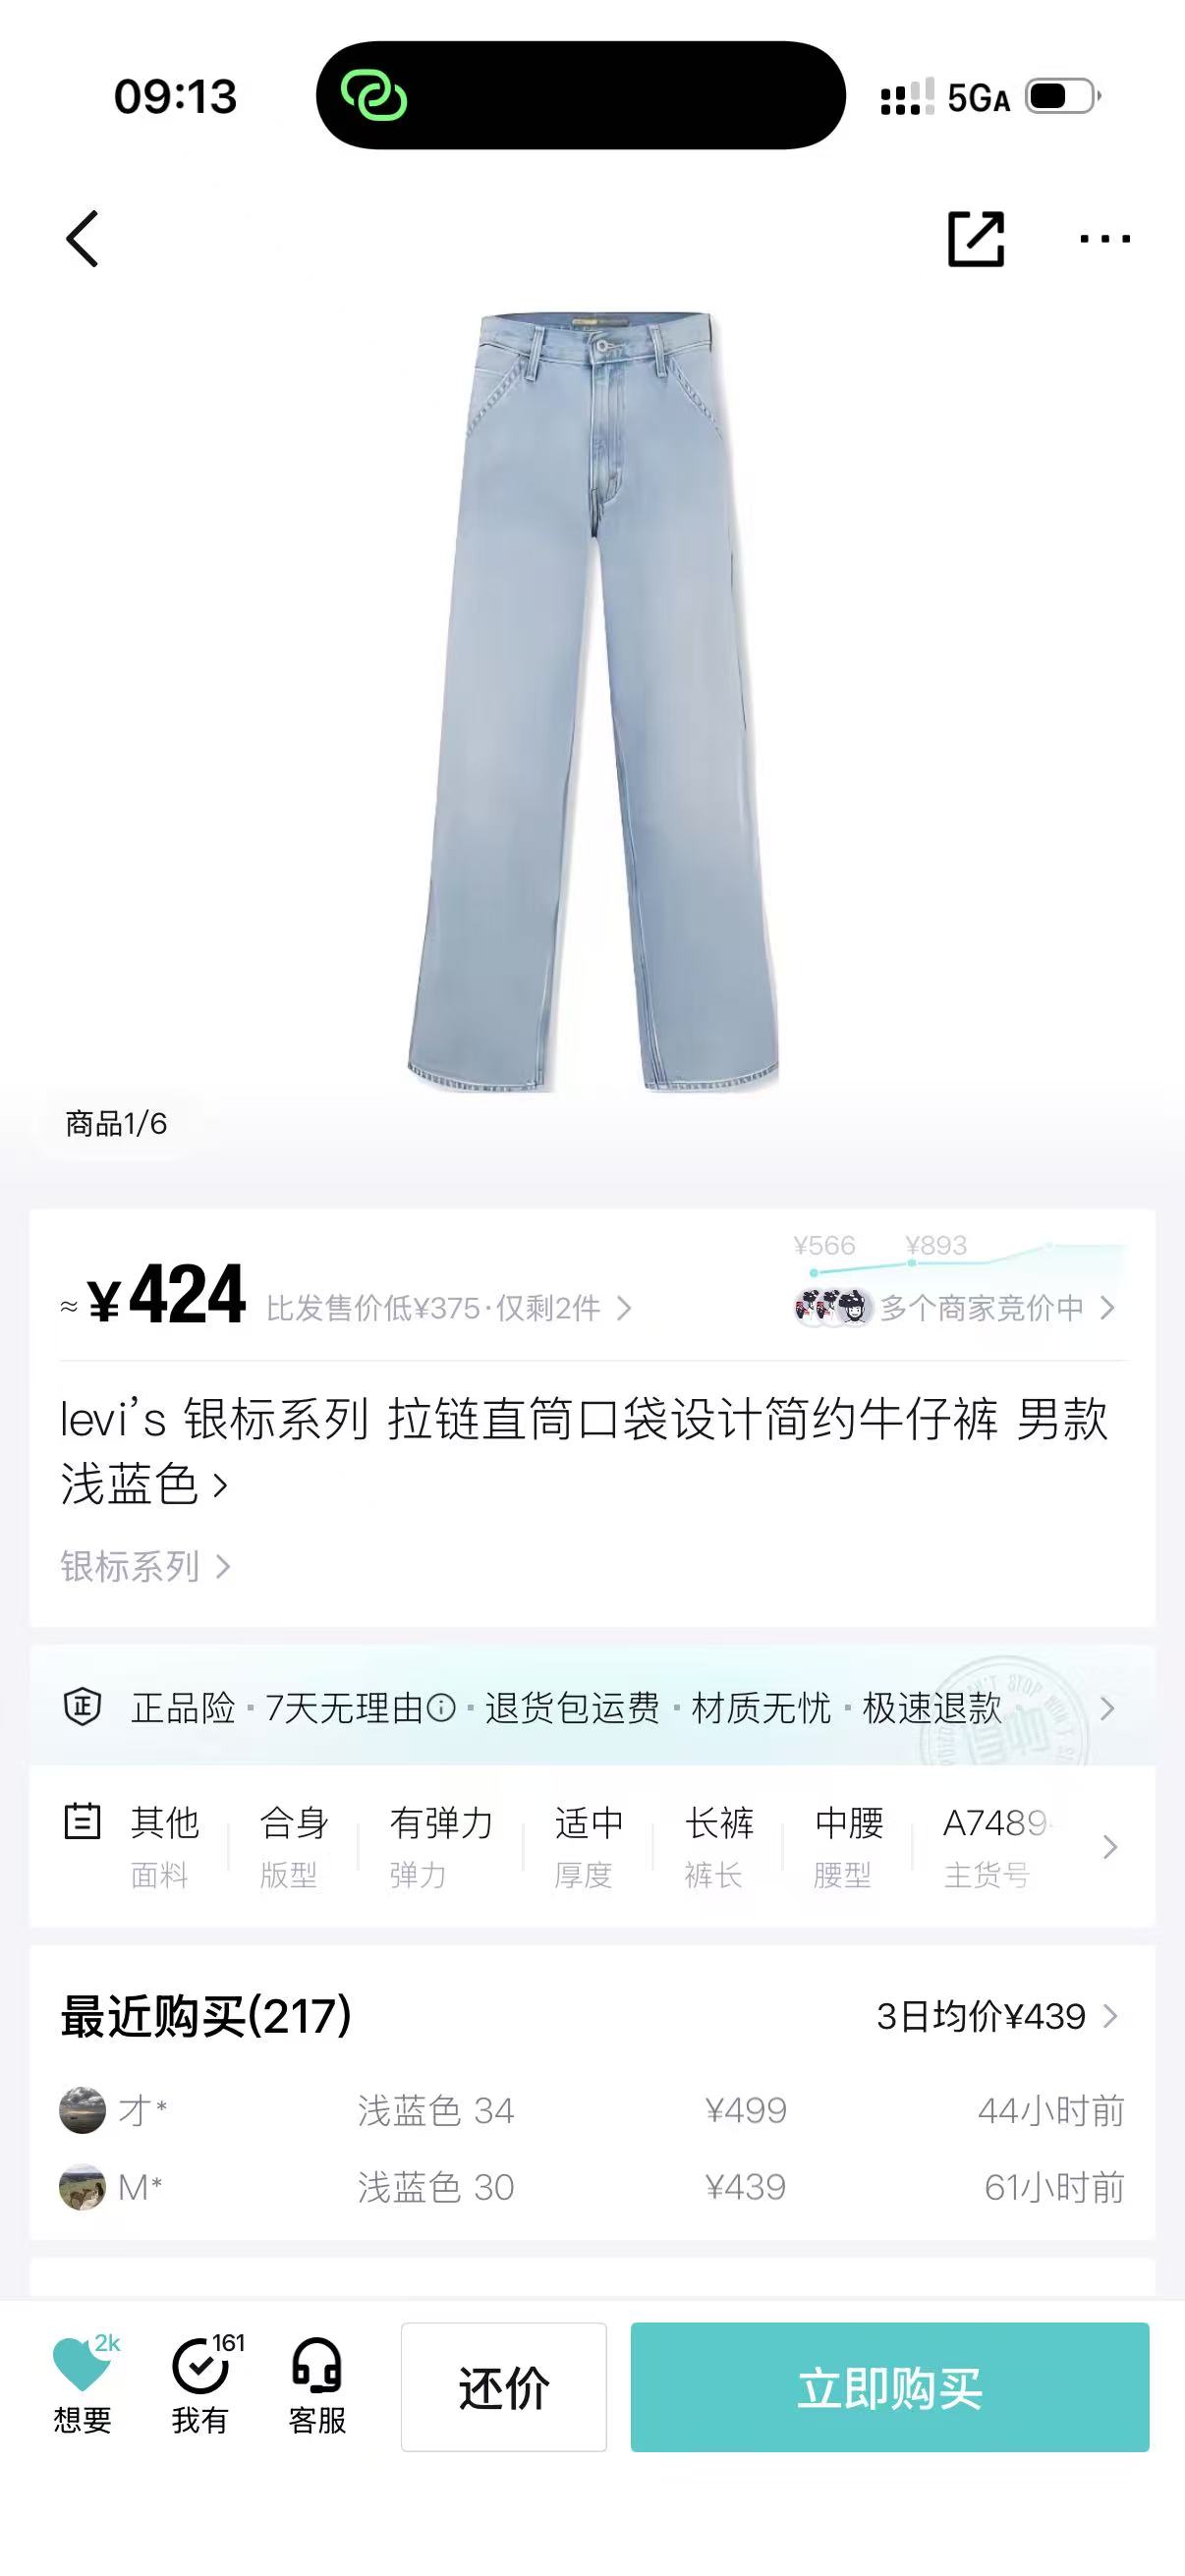 09:13
5GA
商品1/6
¥566 ¥893
≈¥424 比发售价低¥375·仅剩2件 多个商家竞价中
levi's 银标系列 拉链直筒口袋设计简约牛仔裤 男款
浅蓝色
银标系列
正 正品险 · 7天无理由 · 退货包运费 · 材质无忧 · 极速退款
其他 合身 有弹力 适中 长裤 中腰 A7489
面料 版型 弹力 厚度 裤长 腰型 主货号
最近购买(217) 3日均价¥439
才* 浅蓝色 34 ¥499 44小时前
M* 浅蓝色 30 ¥439 61小时前
2k 161
想要 我有 客服 还价 立即购买